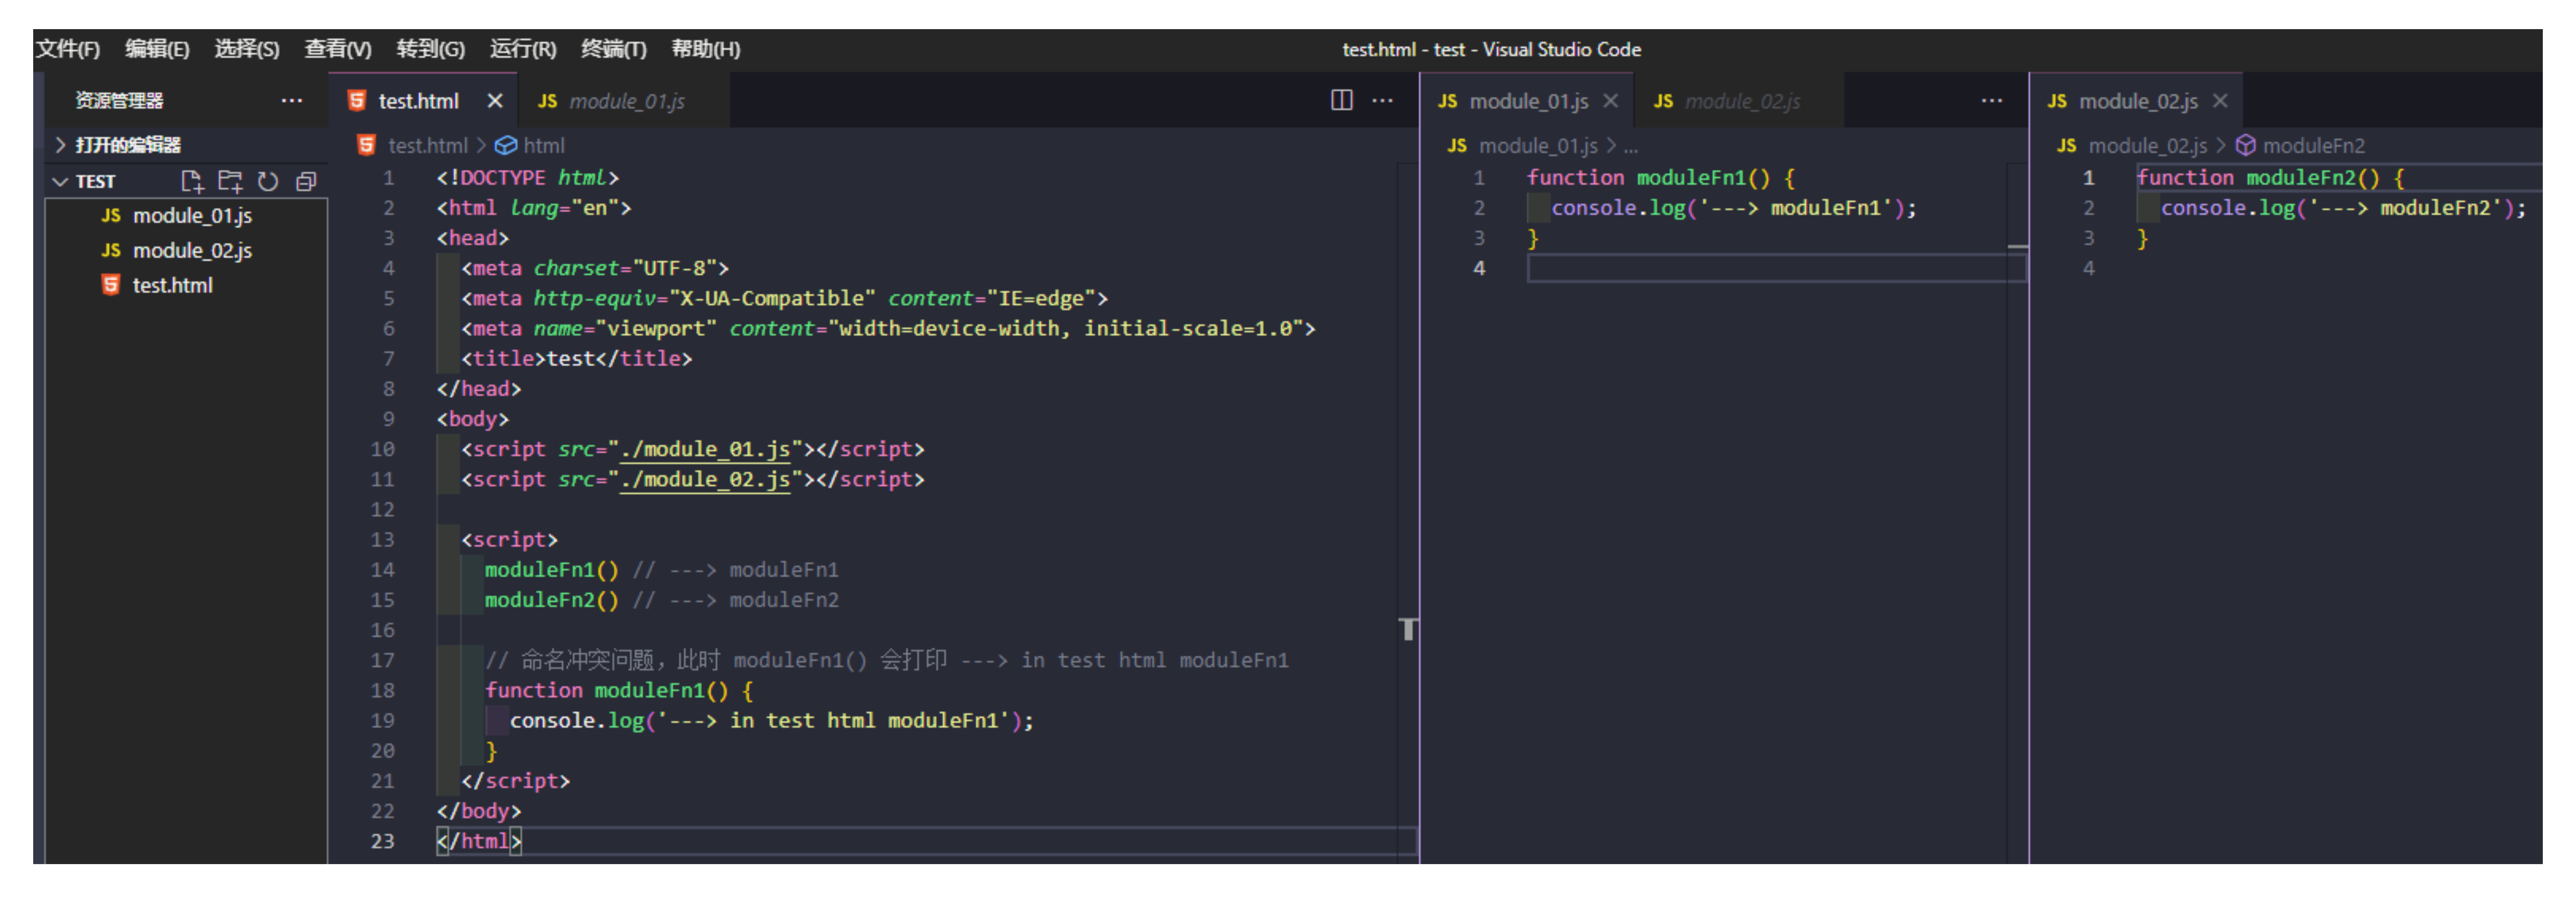 文件(F) 编辑(E) 选择(S) 查看(V) 转到(G) 运行(R) 终端(T) 帮助(H) test.html - test - Visual Studio Code
资源管理器 ...
打开的编辑器
TEST
JS module_01.js
JS module_02.js
test.html
test.html × JS module_01.js ...
test.html > html
1 <!DOCTYPE html>
2 <html lang="en">
3 <head>
4 <meta charset="UTF-8">
5 <meta http-equiv="X-UA-Compatible" content="IE=edge">
6 <meta name="viewport" content="width=device-width, initial-scale=1.0">
7 <title>test</title>
8 </head>
9 <body>
10 <script src="./module_01.js"></script>
11 <script src="./module_02.js"></script>
12
13 <script>
14 moduleFn1() // ---> moduleFn1
15 moduleFn2() // ---> moduleFn2
16
17 // 命名冲突问题，此时 moduleFn1() 会打印 ---> in test html moduleFn1
18 function moduleFn1() {
19 console.log('---> in test html moduleFn1');
20 }
21 </script>
22 </body>
23 </html>
JS module_01.js × JS module_02.js ...
JS module_01.js > ...
1 function moduleFn1() {
2 console.log('---> moduleFn1');
3 }
4
JS module_02.js ×
JS module_02.js > moduleFn2
1 function moduleFn2() {
2 console.log('---> moduleFn2');
3 }
4